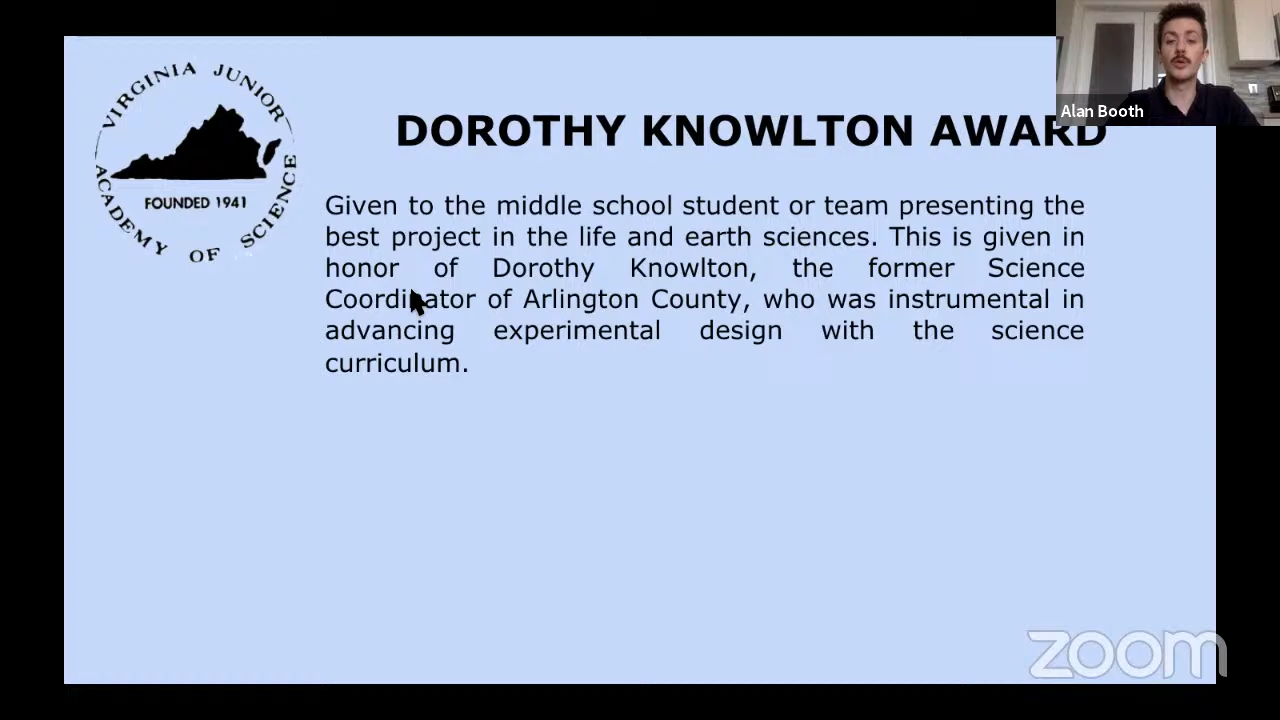 VIRGINIA JUNIOR
ACADEMY OF SCIENCE
FOUNDED 1941
DOROTHY KNOWLTON AWARD
Alan Booth
Given to the middle school student or team presenting the
best project in the life and earth sciences. This is given in
honor of Dorothy Knowlton, the former Science
Coordinator of Arlington County, who was instrumental in
advancing experimental design with the science
curriculum.
zoom